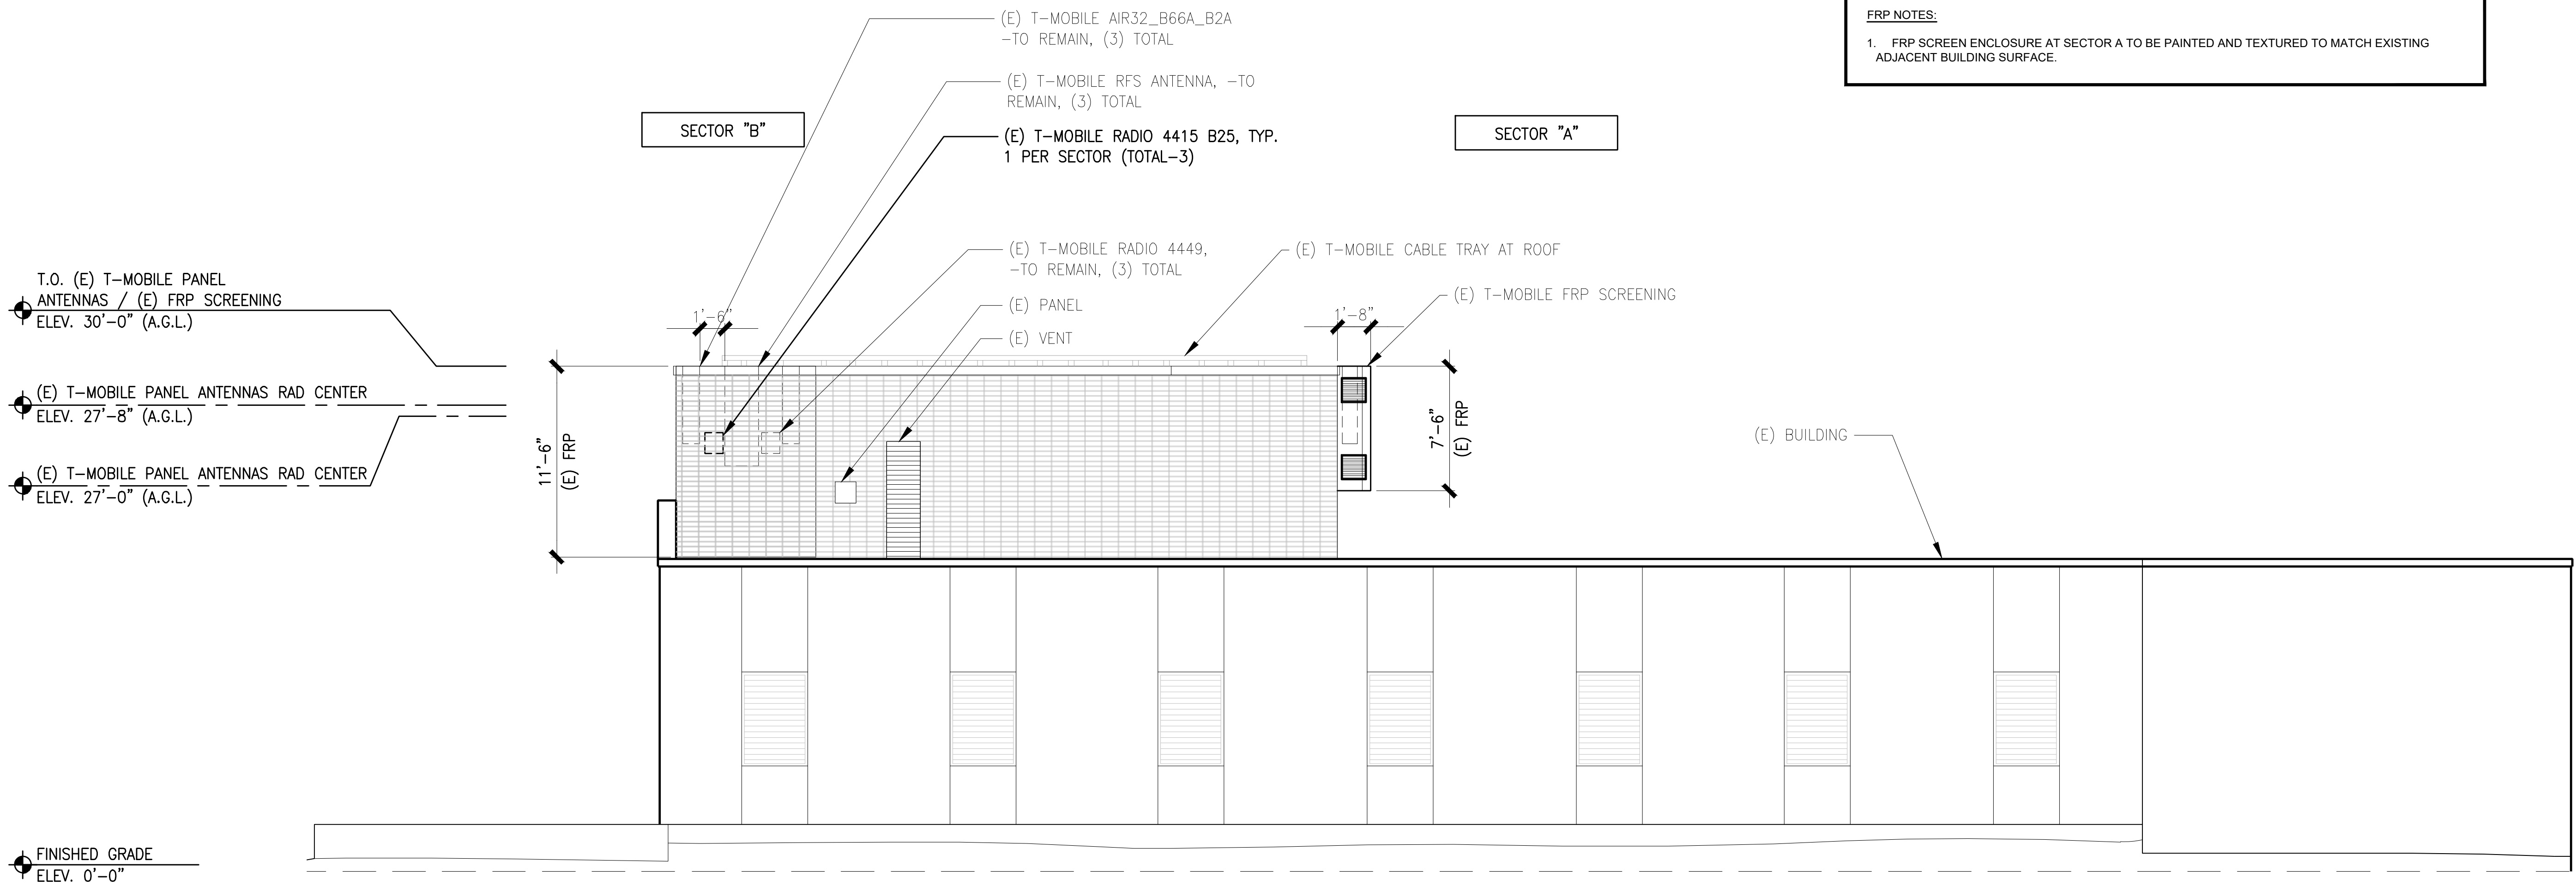 FRP NOTES:
1. FRP SCREEN ENCLOSURE AT SECTOR A TO BE PAINTED AND TEXTURED TO MATCH EXISTING
ADJACENT BUILDING SURFACE.
(E) T-MOBILE AIR32_B66A_B2A
-TO REMAIN, (3) TOTAL
(E) T-MOBILE RFS ANTENNA, -TO
REMAIN, (3) TOTAL
SECTOR "B"
(E) T-MOBILE RADIO 4415 B25, TYP.
1 PER SECTOR (TOTAL-3)
SECTOR "A"
(E) T-MOBILE RADIO 4449,
-TO REMAIN, (3) TOTAL
(E) T-MOBILE CABLE TRAY AT ROOF
(E) PANEL
(E) VENT
(E) T-MOBILE FRP SCREENING
T.O. (E) T-MOBILE PANEL
ANTENNAS / (E) FRP SCREENING
ELEV. 30'-0" (A.G.L.)
1'-6"
1'-8"
(E) T-MOBILE PANEL ANTENNAS RAD CENTER
ELEV. 27'-8" (A.G.L.)
(E) T-MOBILE PANEL ANTENNAS RAD CENTER
ELEV. 27'-0" (A.G.L.)
11'-6"
(E) FRP
7'-6"
(E) FRP
(E) BUILDING
FINISHED GRADE
ELEV. 0'-0"